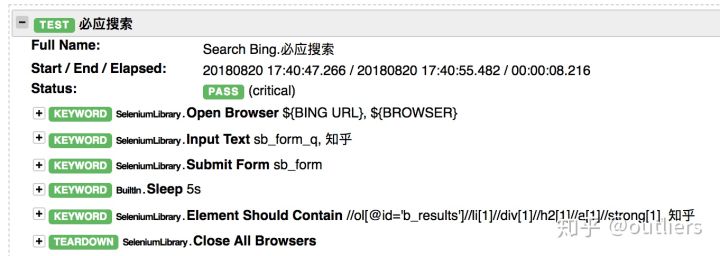 TEST 必应搜索
Full Name: Search Bing.必应搜索
Start / End / Elapsed: 20180820 17:40:47.266 / 20180820 17:40:55.482 / 00:00:08.216
Status: PASS (critical)
KEYWORD SeleniumLibrary.Open Browser ${BING URL}, ${BROWSER}
KEYWORD SeleniumLibrary.Input Text sb_form_q, 知乎
KEYWORD SeleniumLibrary.Submit Form sb_form
KEYWORD BuiltIn.Sleep 5s
KEYWORD SeleniumLibrary.Element Should Contain //ol[@id='b_results']//li[1]//div[1]//h2[1]//a[1]//strong[1], 知乎
TEARDOWN SeleniumLibrary.Close All Browsers
知乎 @outliers